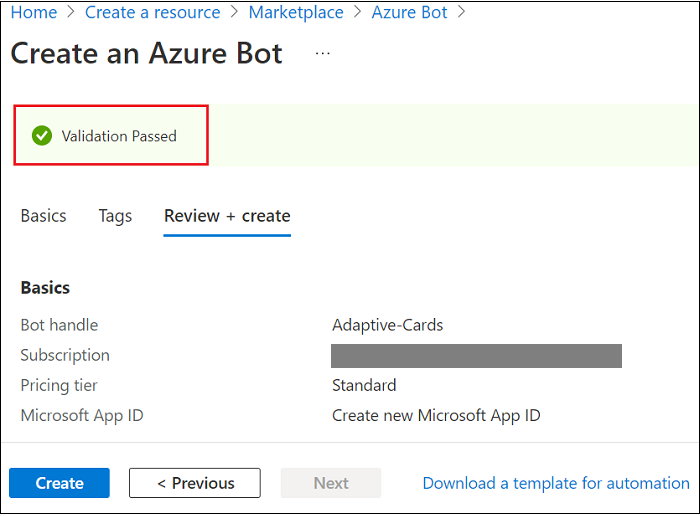 Home > Create a resource > Marketplace > Azure Bot >
Create an Azure Bot ...
Validation Passed
Basics Tags Review + create
Basics
Bot handle Adaptive-Cards
Subscription
Pricing tier Standard
Microsoft App ID Create new Microsoft App ID
Create < Previous Next Download a template for automation